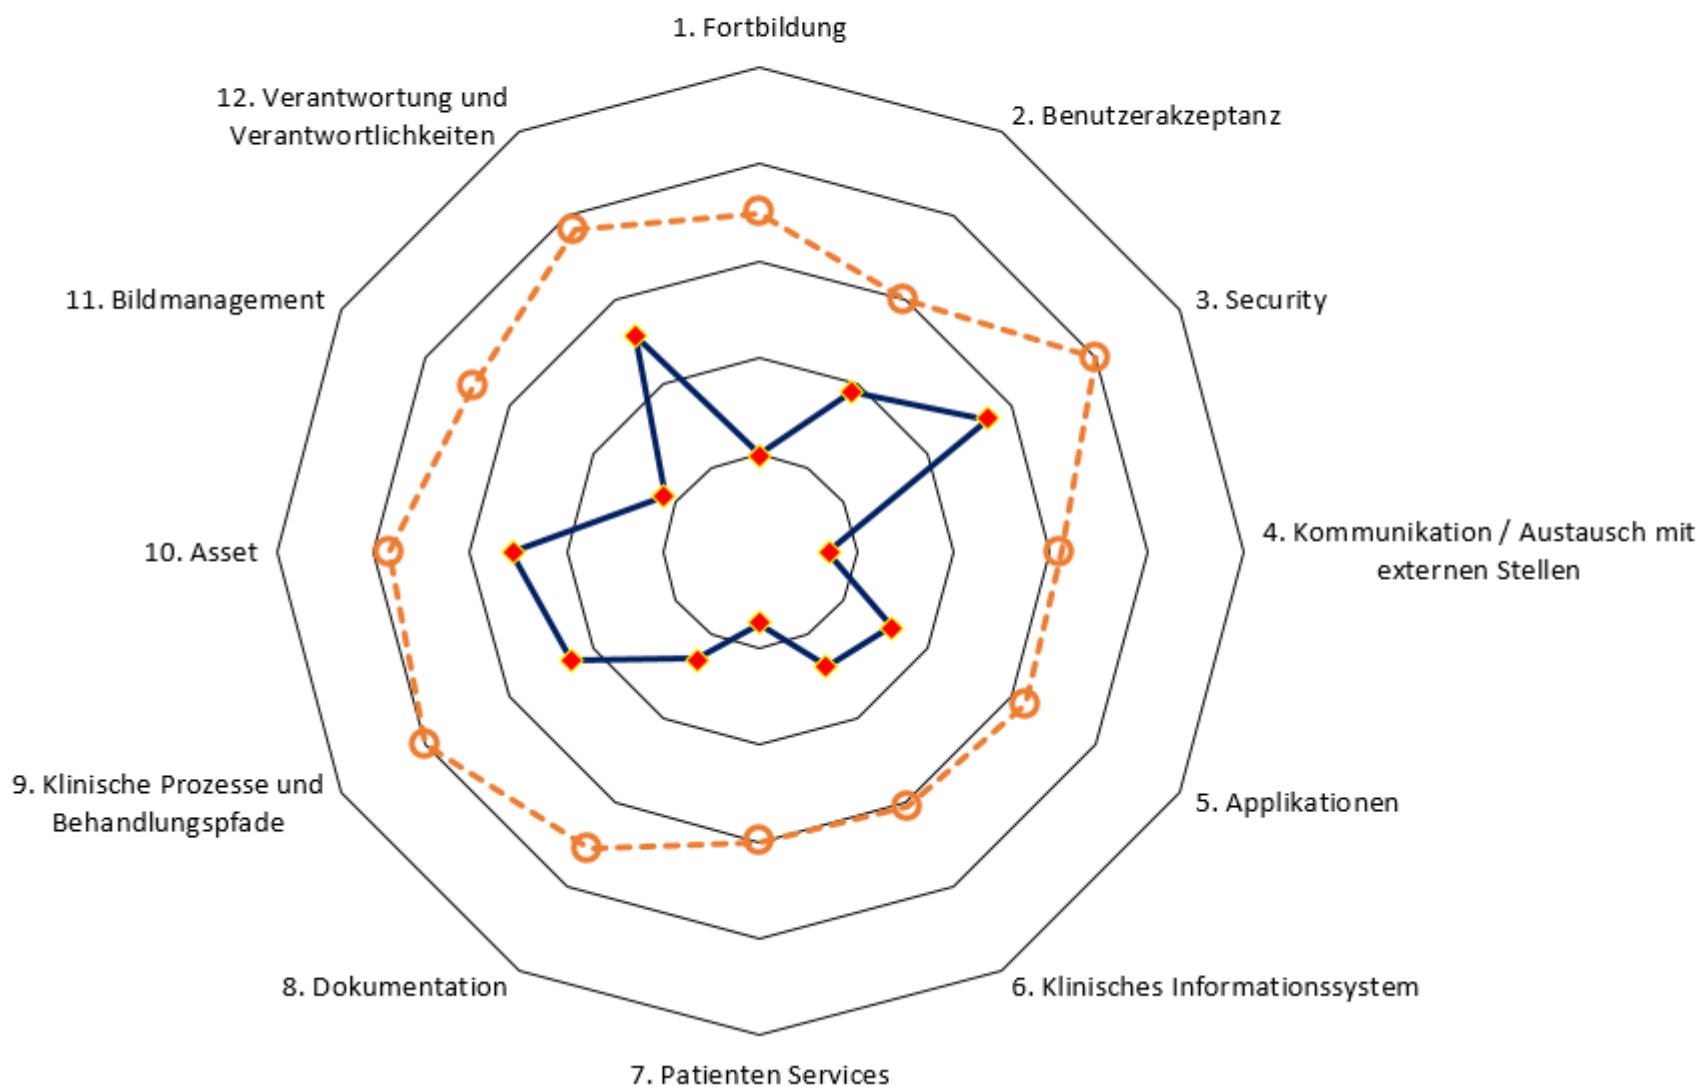 1. Fortbildung
2. Benutzerakzeptanz
3. Security
4. Kommunikation / Austausch mit
externen Stellen
5. Applikationen
6. Klinisches Informationssystem
7. Patienten Services
8. Dokumentation
9. Klinische Prozesse und
Behandlungspfade
10. Asset
11. Bildmanagement
12. Verantwortung und
Verantwortlichkeiten